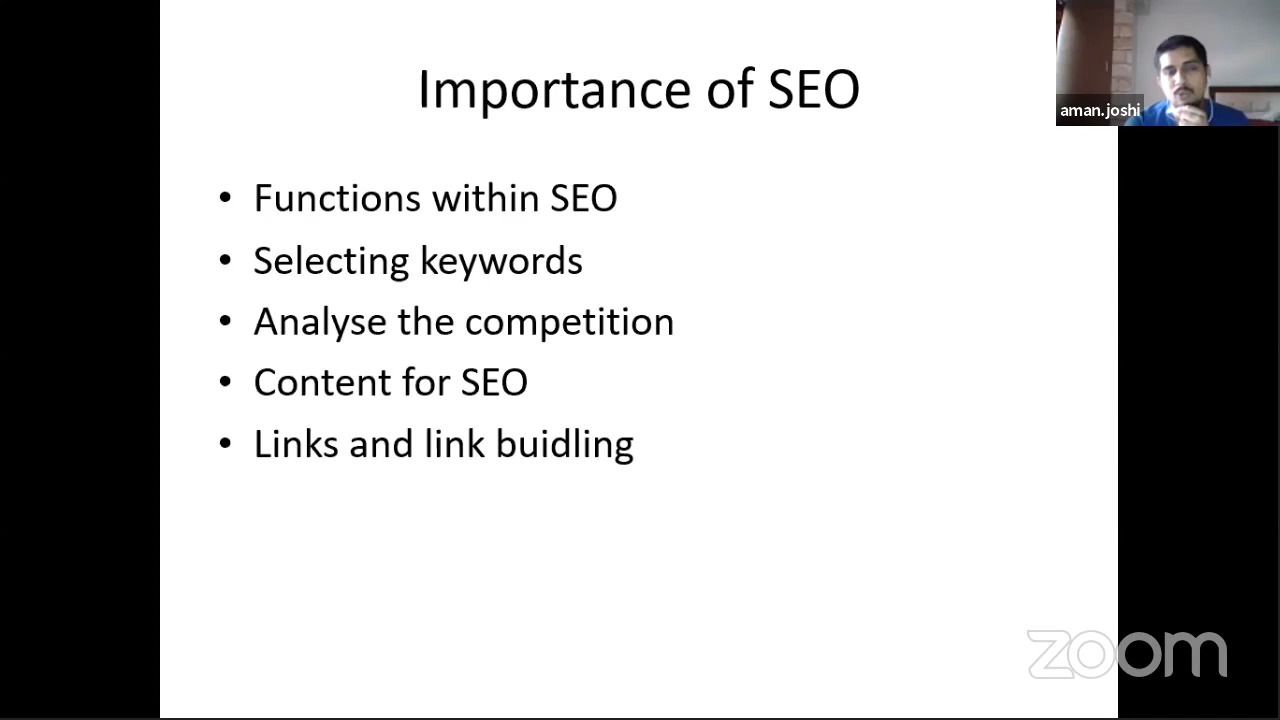 Importance of SEO
aman.joshi
• Functions within SEO
• Selecting keywords
• Analyse the competition
• Content for SEO
• Links and link buidling
zoom